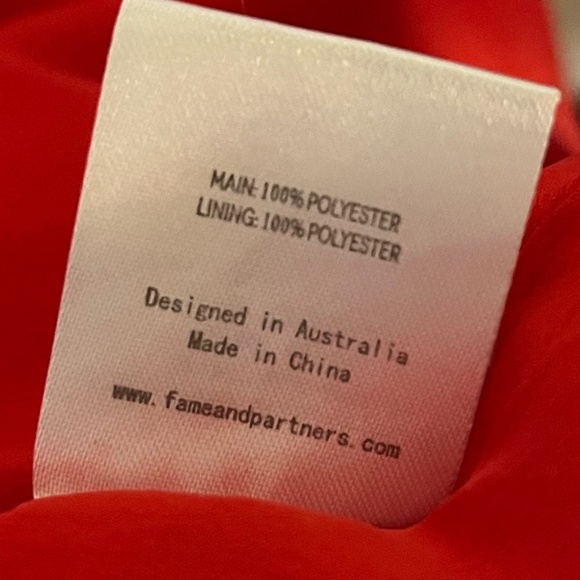 MAIN: 100% POLYESTER
LINING: 100% POLYESTER
Designed in Australia
Made in China
www.fameandpartners.com